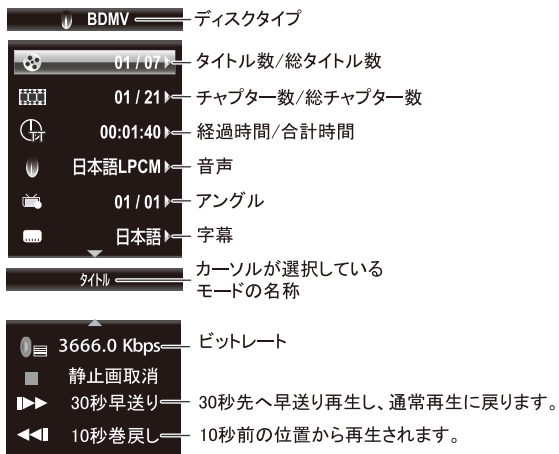 BDMV ディスクタイプ
01 / 07 タイトル数/総タイトル数
01 / 21 チャプター数/総チャプター数
00:01:40 経過時間/合計時間
日本語LPCM 音声
01 / 01 アングル
日本語 字幕
タイトル カーソルが選択している
モードの名称
3666.0 Kbps ビットレート
静止画取消
30秒早送り 30秒先へ早送り再生し、通常再生に戻ります。
10秒巻戻し 10秒前の位置から再生されます。